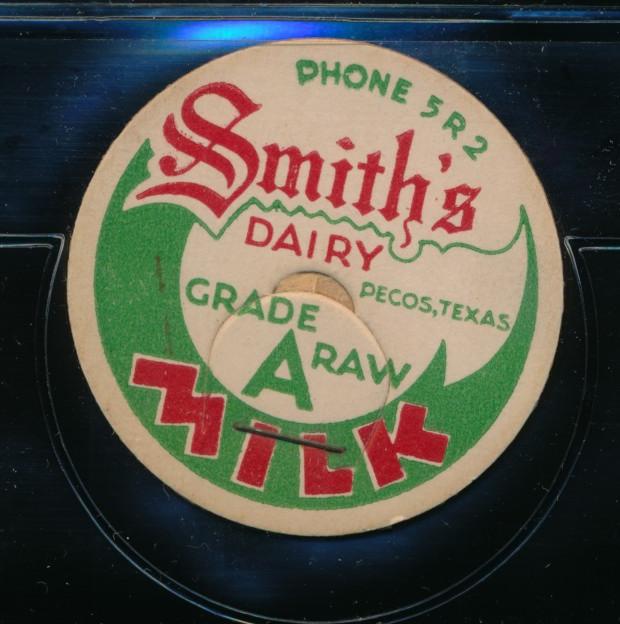 PHONE 5R2
Smith's
DAIRY
PECOS, TEXAS
GRADE
A RAW
MILK